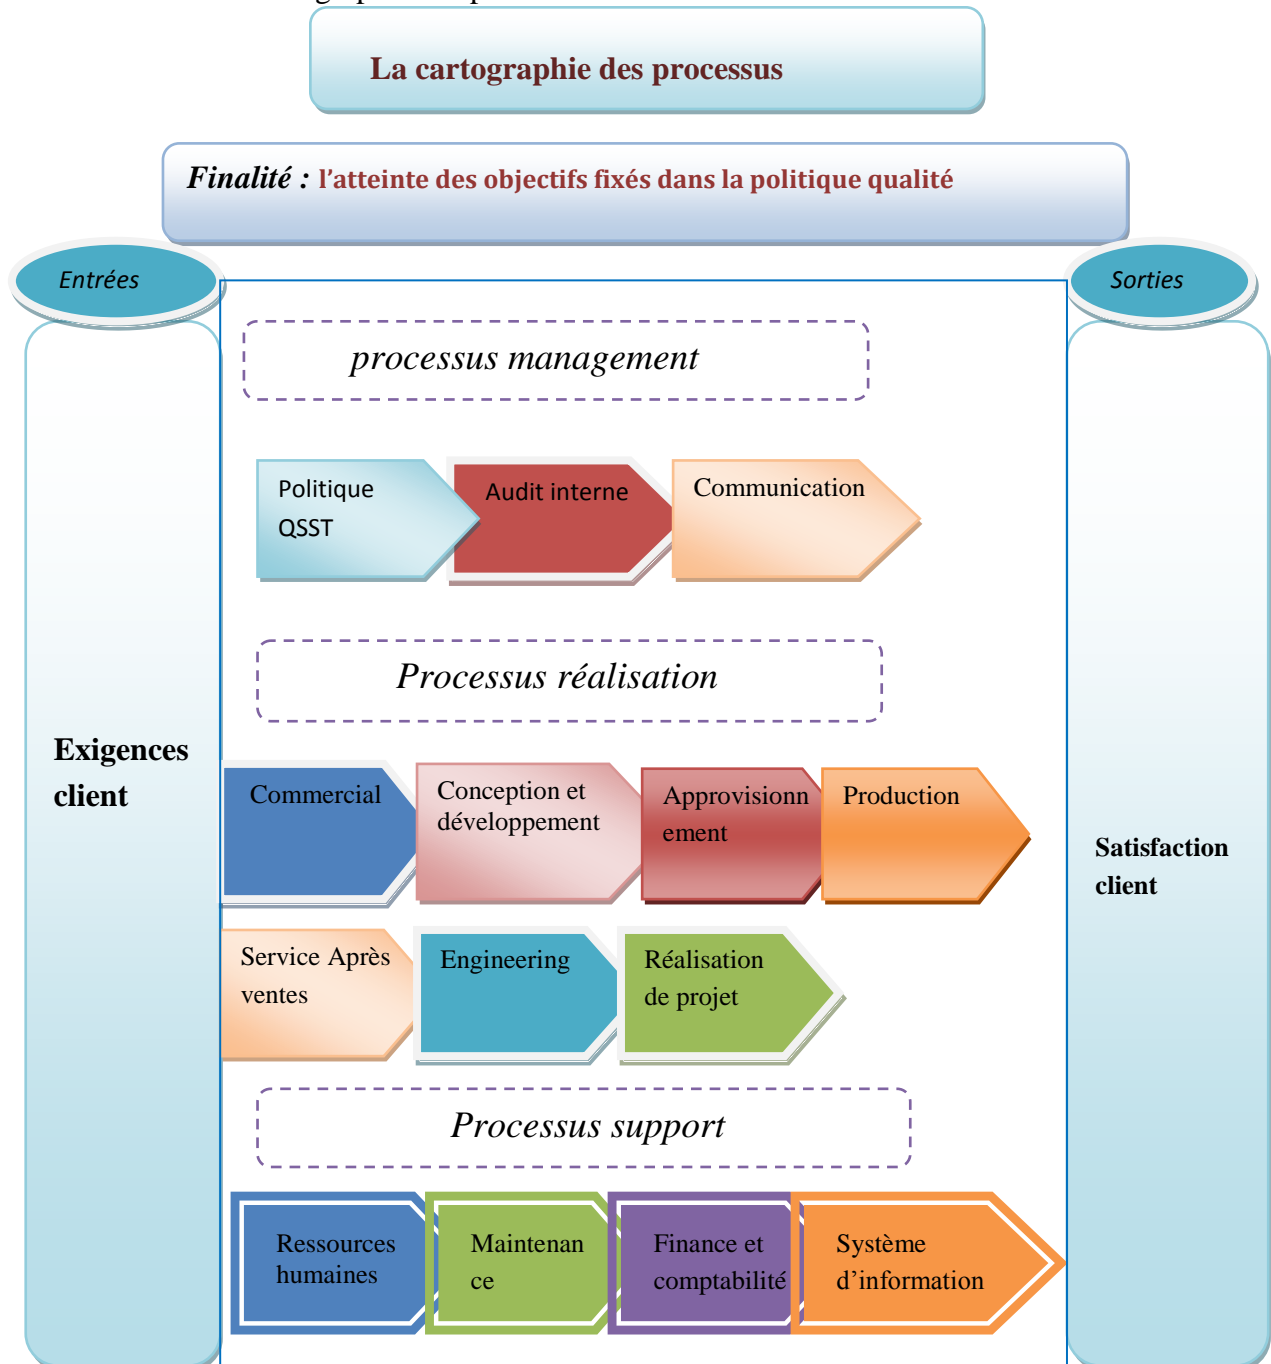 La cartographie des processus
Finalité : l’atteinte des objectifs fixés dans la politique qualité
Entrées
Sorties
processus management
Politique
QSST
Audit interne
Communication
Processus réalisation
Exigences
client
Commercial
Conception et
développement
Approvisionn
ement
Production
Satisfaction
client
Service Après
ventes
Engineering
Réalisation
de projet
Processus support
Ressources
humaines
Maintenan
ce
Finance et
comptabilité
Système
d’information